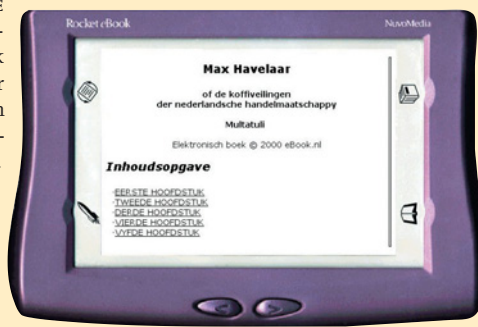 Rocket eBook
NuvoMedia
Max Havelaar
of de koffiveilingen
der nederlandsche handelmaatschappy
Multatuli
Elektronisch boek © 2000 eBook.nl
Inhoudsopgave
·EERSTE HOOFDSTUK
·TWEEDE HOOFDSTUK
·DERDE HOOFDSTUK
·VIERDE HOOFDSTUK
·VYFDE HOOFDSTUK